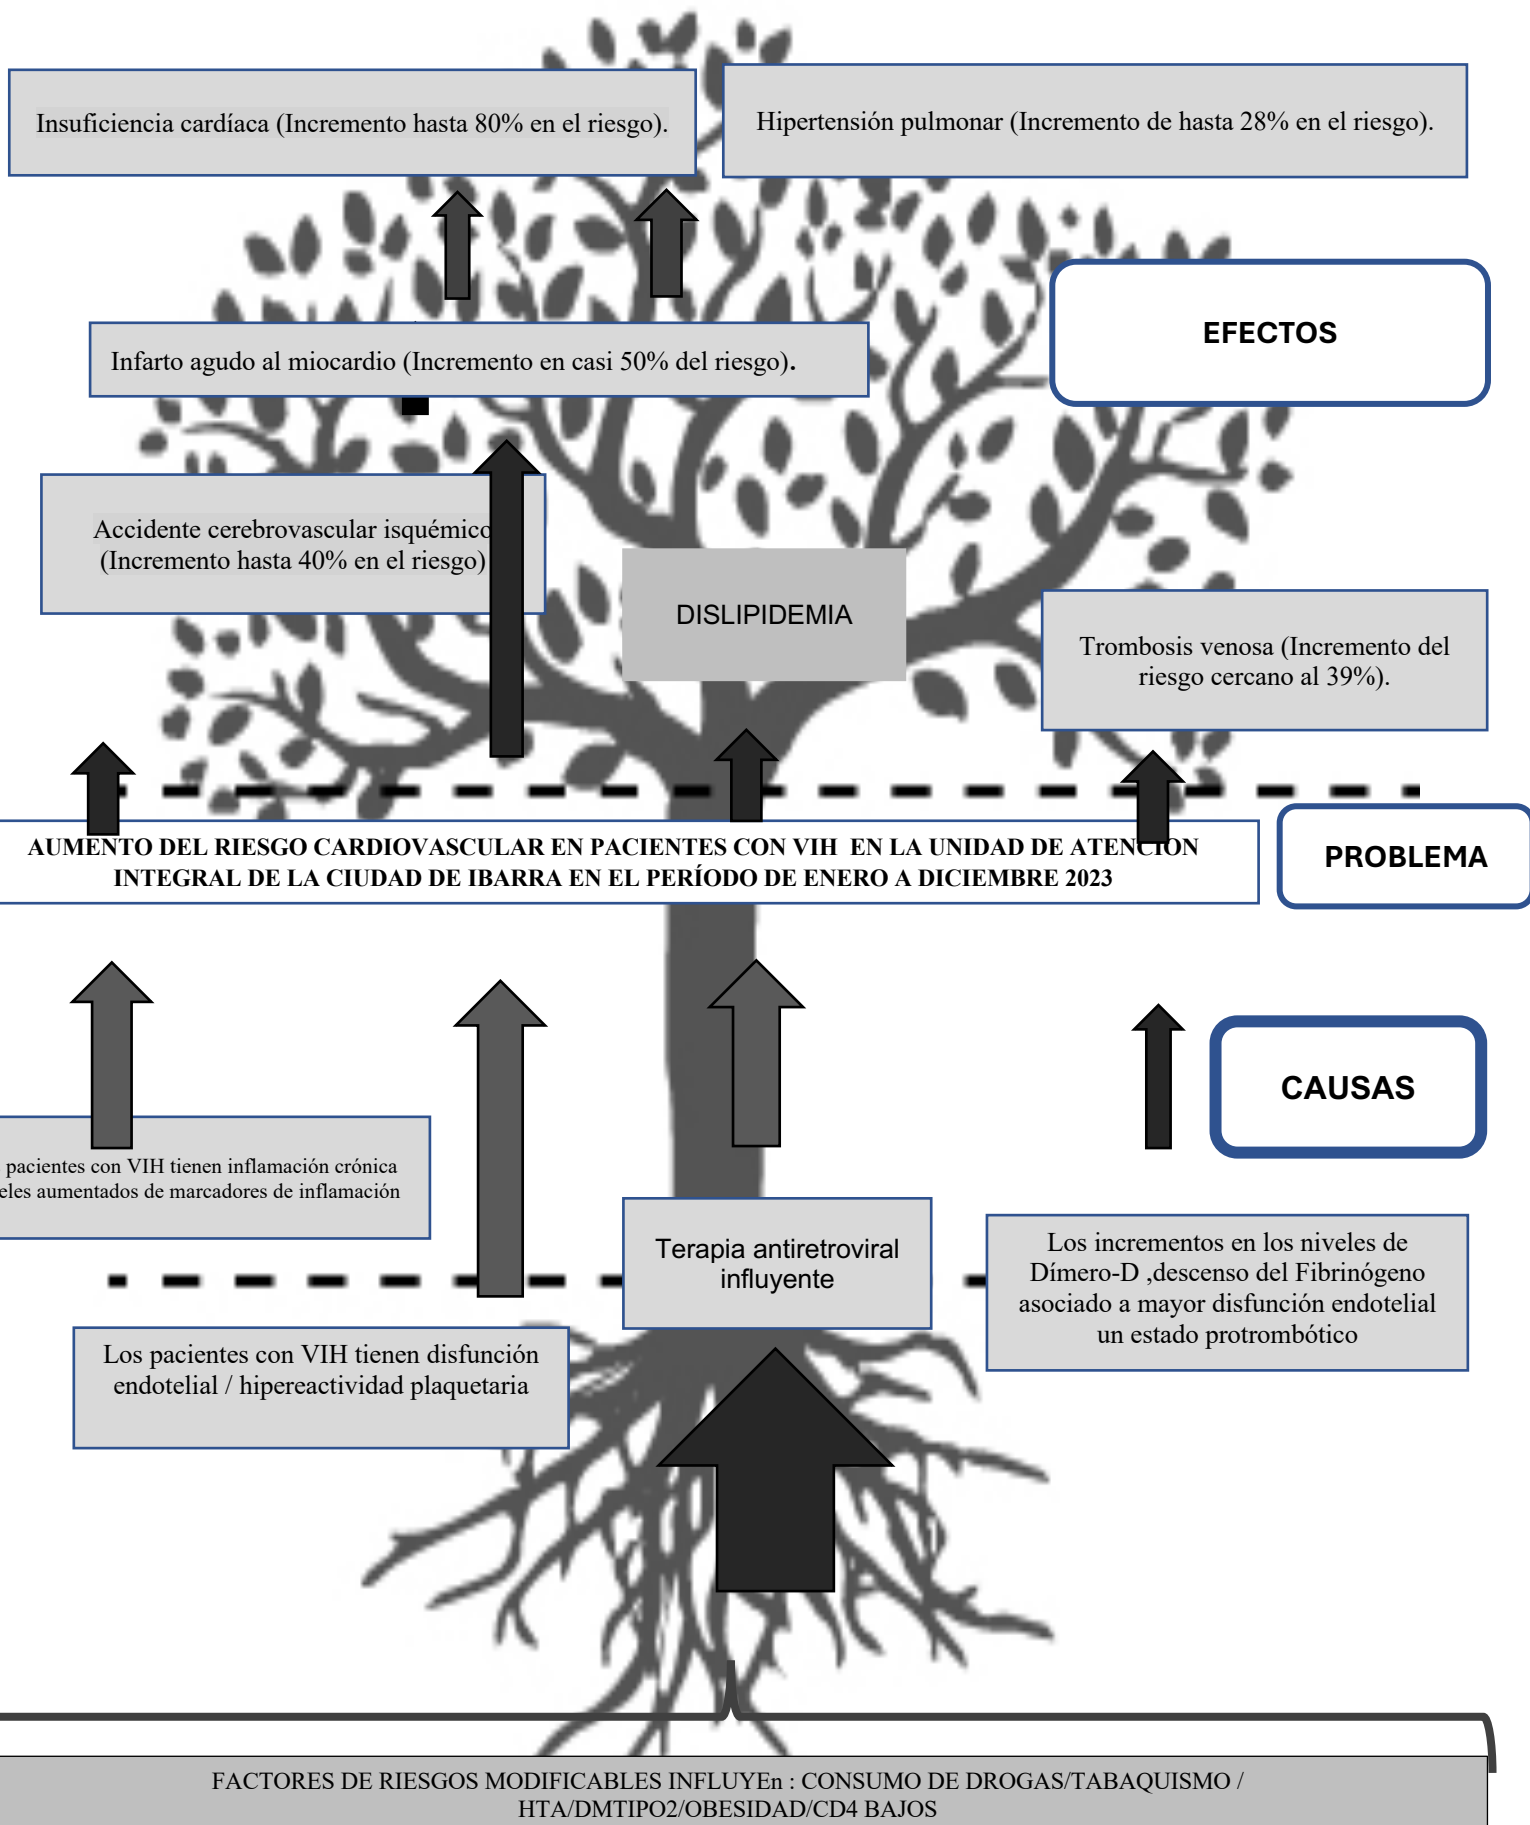 Insuficiencia cardíaca (Incremento hasta 80% en el riesgo).
Hipertensión pulmonar (Incremento de hasta 28% en el riesgo).
EFECTOS
Infarto agudo al miocardio (Incremento en casi 50% del riesgo).
Accidente cerebrovascular isquémico
(Incremento hasta 40% en el riesgo)
DISLIPIDEMIA
Trombosis venosa (Incremento del
riesgo cercano al 39%).
AUMENTO DEL RIESGO CARDIOVASCULAR EN PACIENTES CON VIH EN LA UNIDAD DE ATENCIÓN
INTEGRAL DE LA CIUDAD DE IBARRA EN EL PERÍODO DE ENERO A DICIEMBRE 2023
PROBLEMA
CAUSAS
pacientes con VIH tienen inflamación crónica
eles aumentados de marcadores de inflamación
Terapia antiretroviral
influyente
Los incrementos en los niveles de
Dímero-D ,descenso del Fibrinógeno
asociado a mayor disfunción endotelial
un estado protrombótico
Los pacientes con VIH tienen disfunción
endotelial / hipereactividad plaquetaria
FACTORES DE RIESGOS MODIFICABLES INFLUYEn : CONSUMO DE DROGAS/TABAQUISMO /
HTA/DMTIPO2/OBESIDAD/CD4 BAJOS